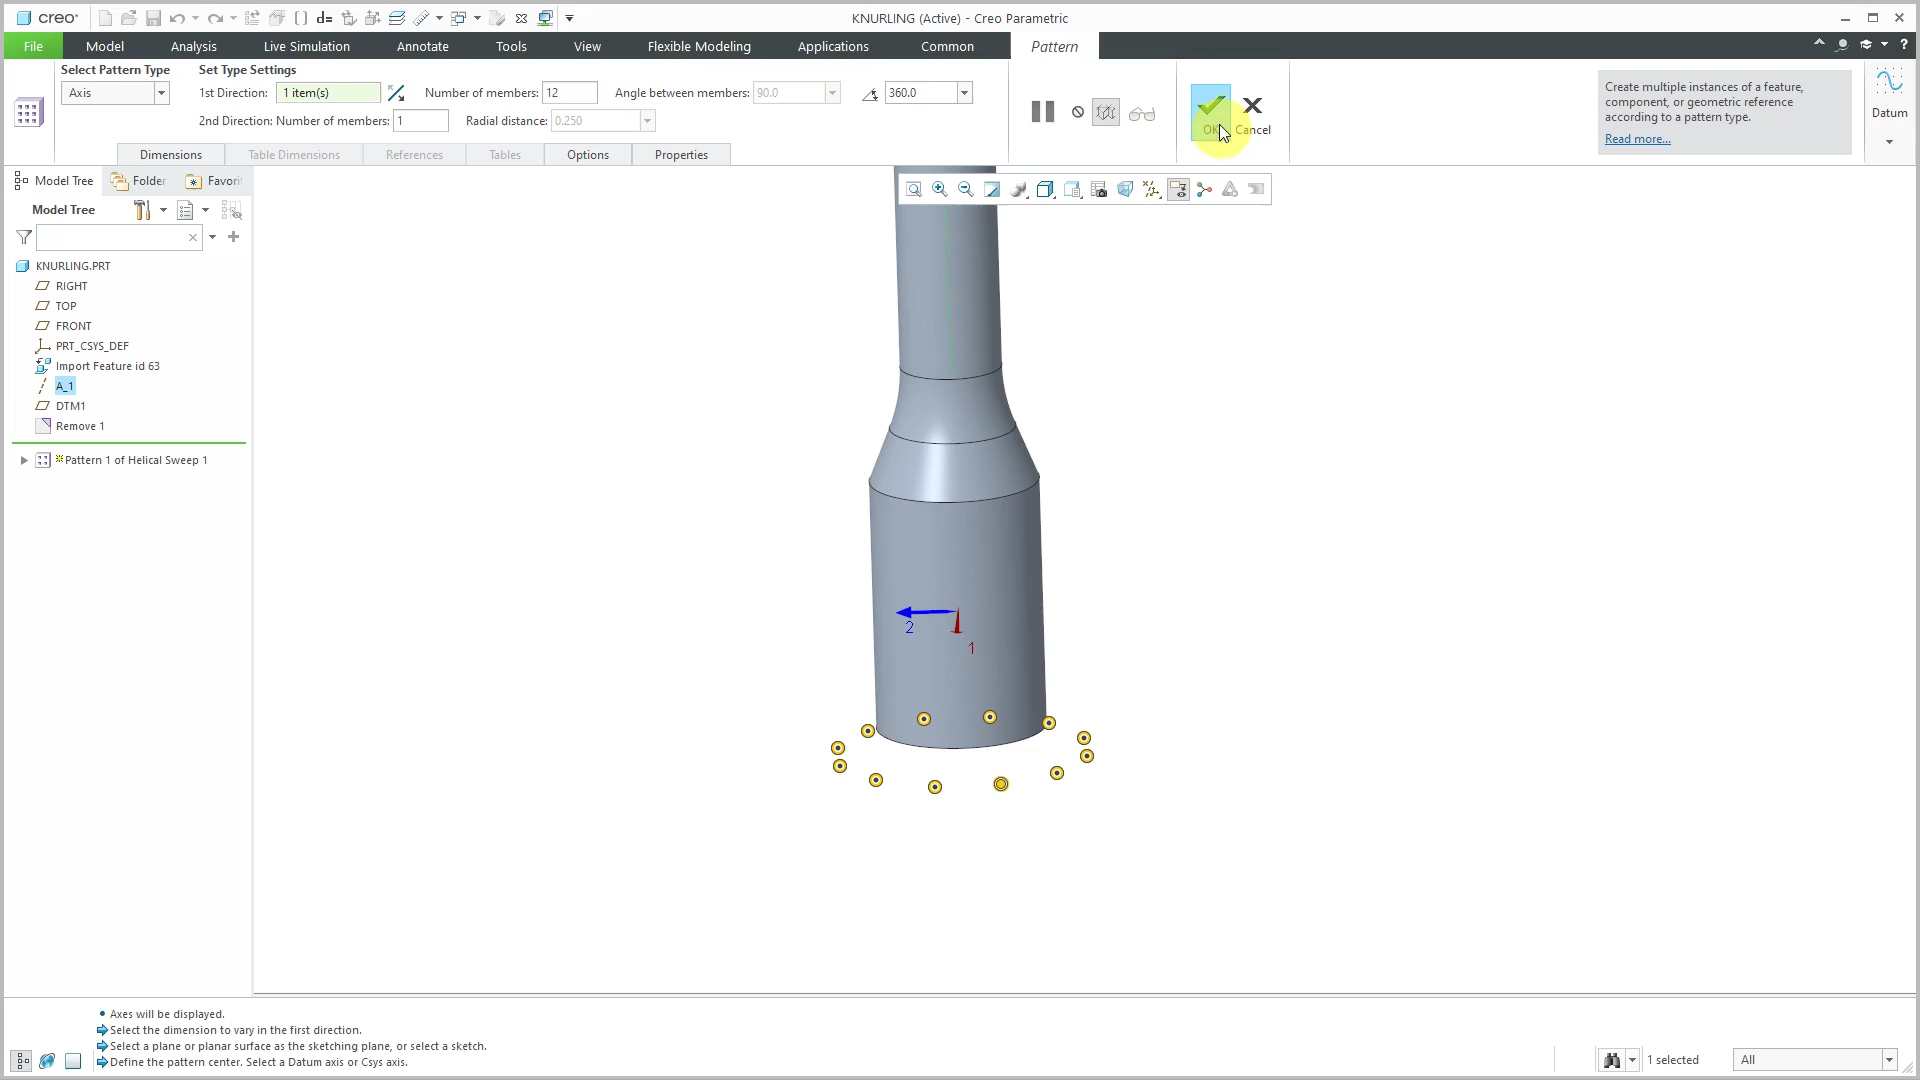 creo®
d=
KNURLING (Active) - Creo Parametric
File Model Analysis Live Simulation Annotate Tools View Flexible Modeling Applications Common Pattern
Select Pattern Type Set Type Settings
Axis 1st Direction: 1 item(s) Number of members: 12 Angle between members: 90.0 360.0
2nd Direction: Number of members: 1 Radial distance: 0.250
OK Cancel
Create multiple instances of a feature,
component, or geometric reference
according to a pattern type.
Read more...
Datum
Dimensions Table Dimensions References Tables Options Properties
Model Tree Folder Favori
Model Tree
KNURLING.PRT
RIGHT
TOP
FRONT
PRT_CSYS_DEF
Import Feature id 63
A_1
DTM1
Remove 1
Pattern 1 of Helical Sweep 1
2
1
Axes will be displayed.
Select the dimension to vary in the first direction.
Select a plane or planar surface as the sketching plane, or select a sketch.
Define the pattern center. Select a Datum axis or Csys axis.
1 selected All